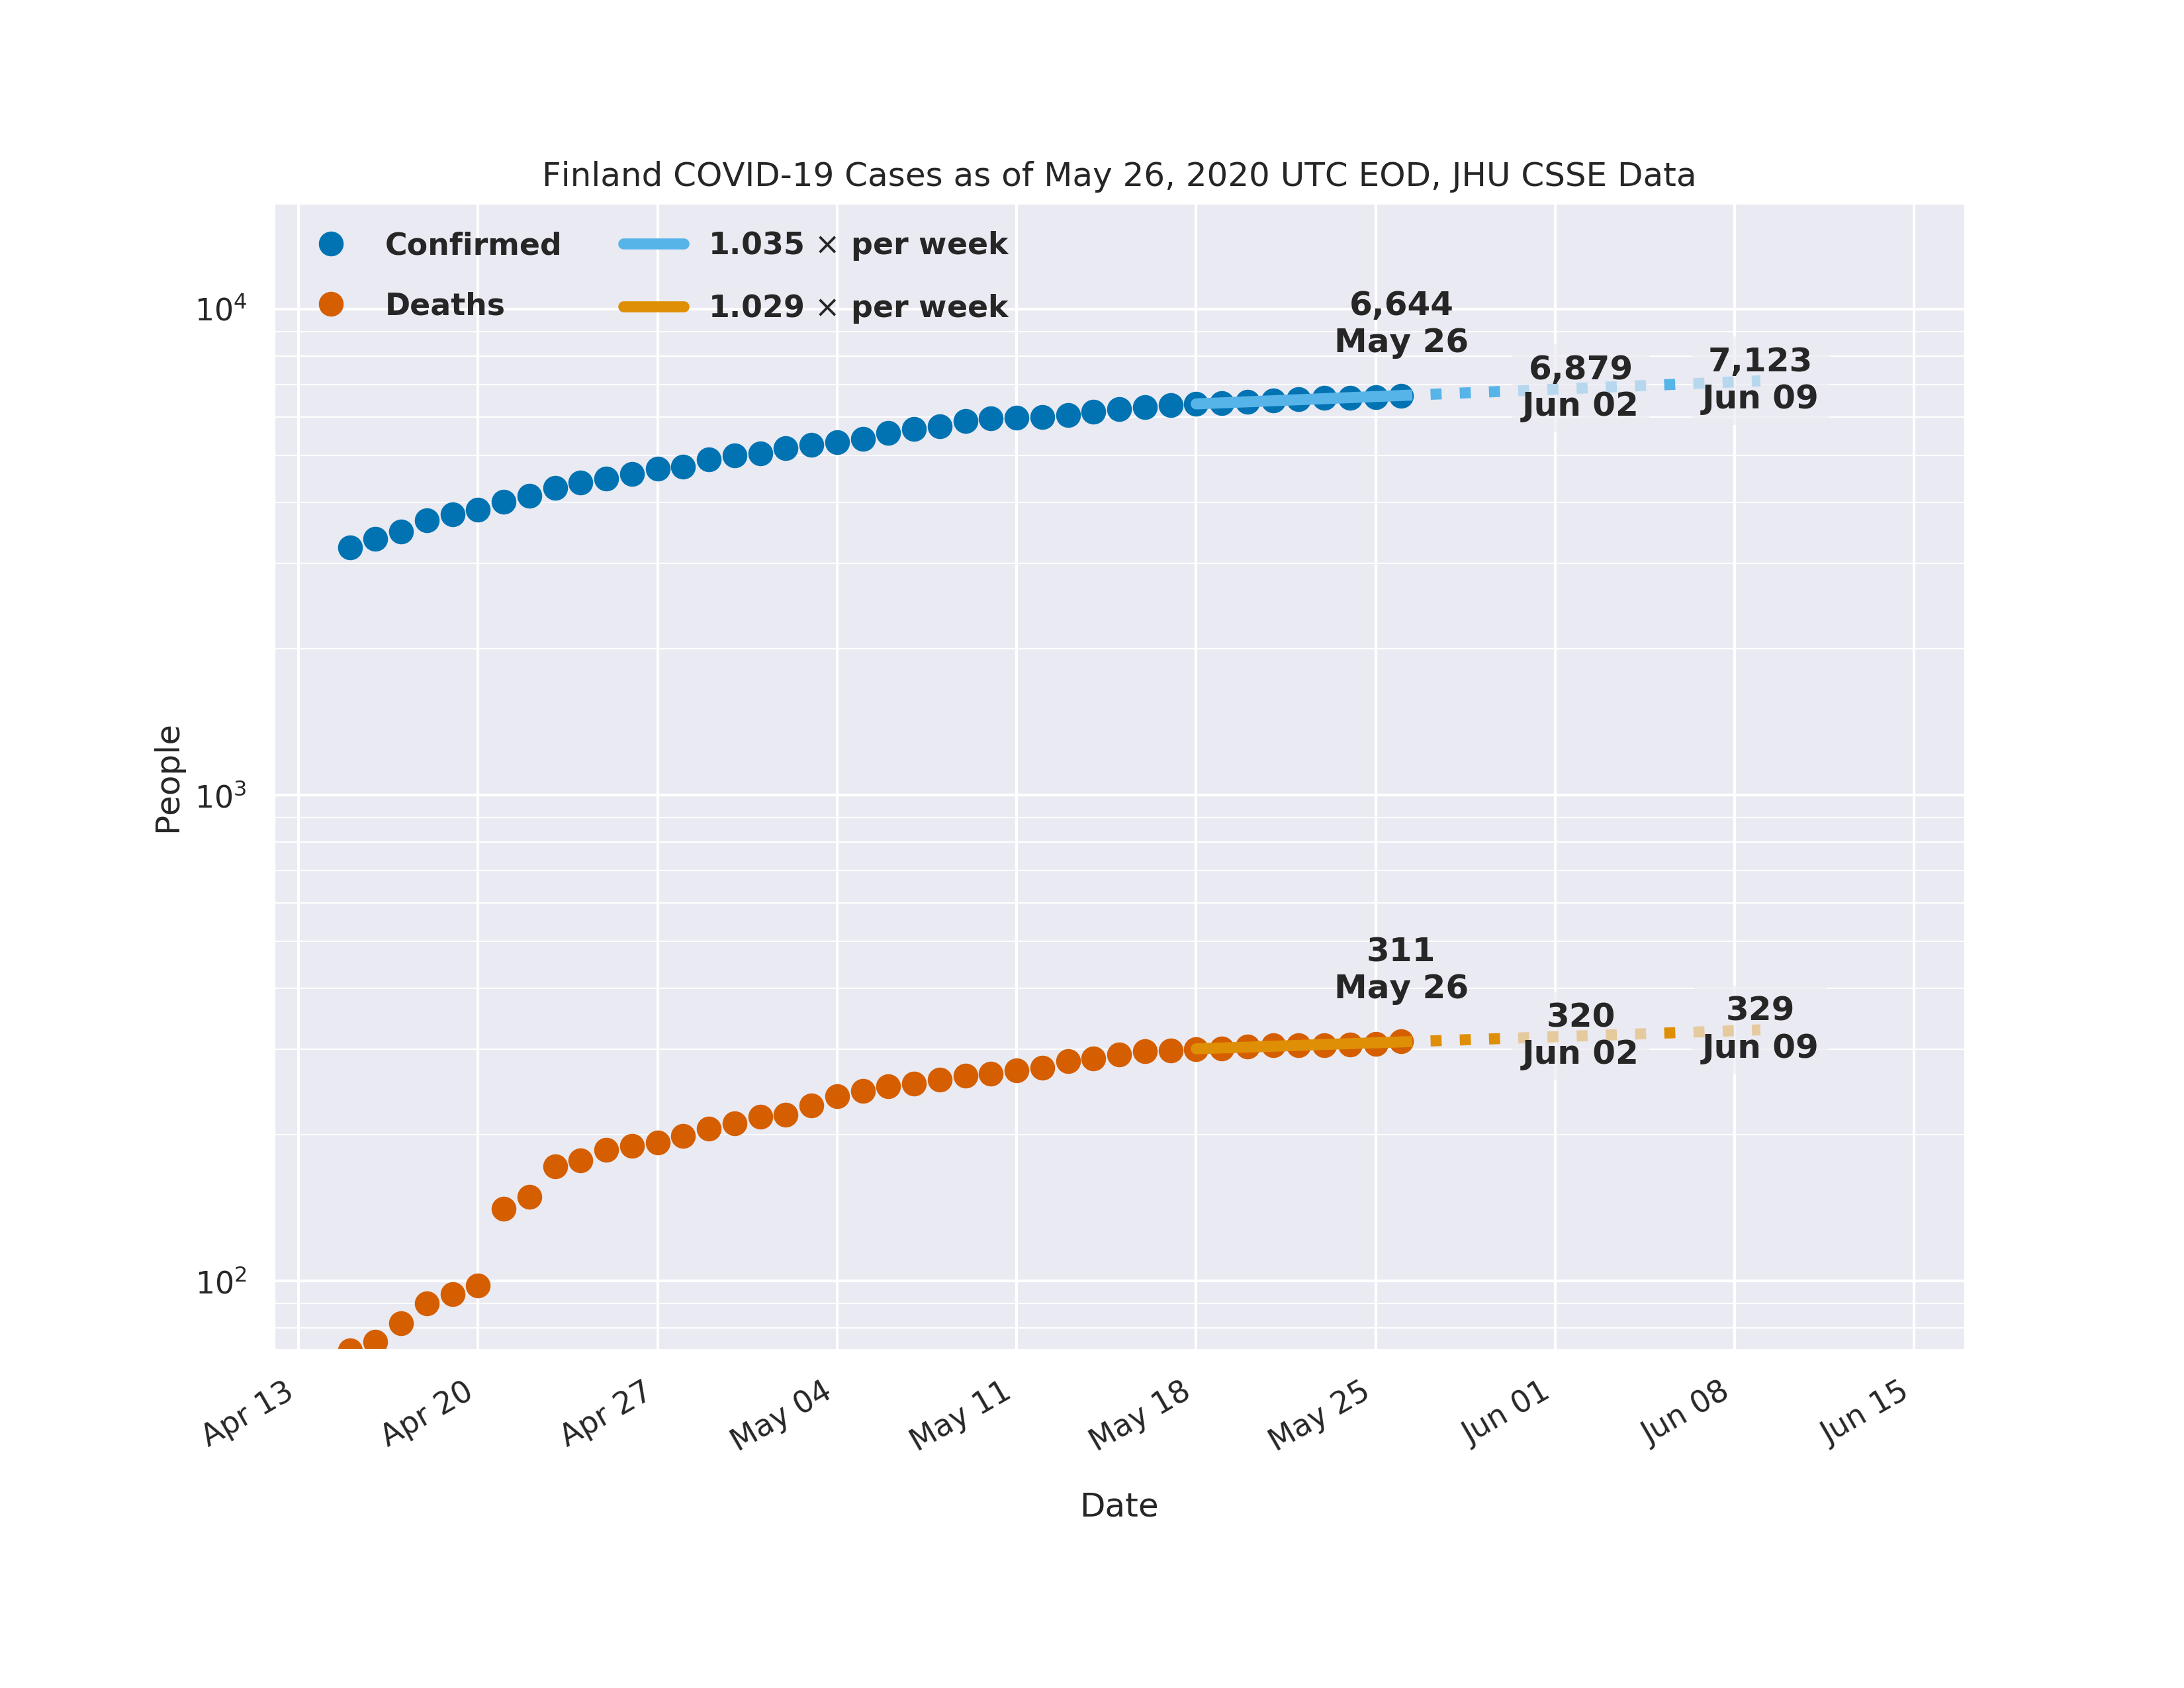 Finland COVID-19 Cases as of May 26, 2020 UTC EOD, JHU CSSE Data
Confirmed
Deaths
1.035 × per week
1.029 × per week
6,644
May 26
6,879
Jun 02
7,123
Jun 09
311
May 26
320
Jun 02
329
Jun 09
People
10⁴
10³
10²
Apr 13
Apr 20
Apr 27
May 04
May 11
May 18
May 25
Jun 01
Jun 08
Jun 15
Date